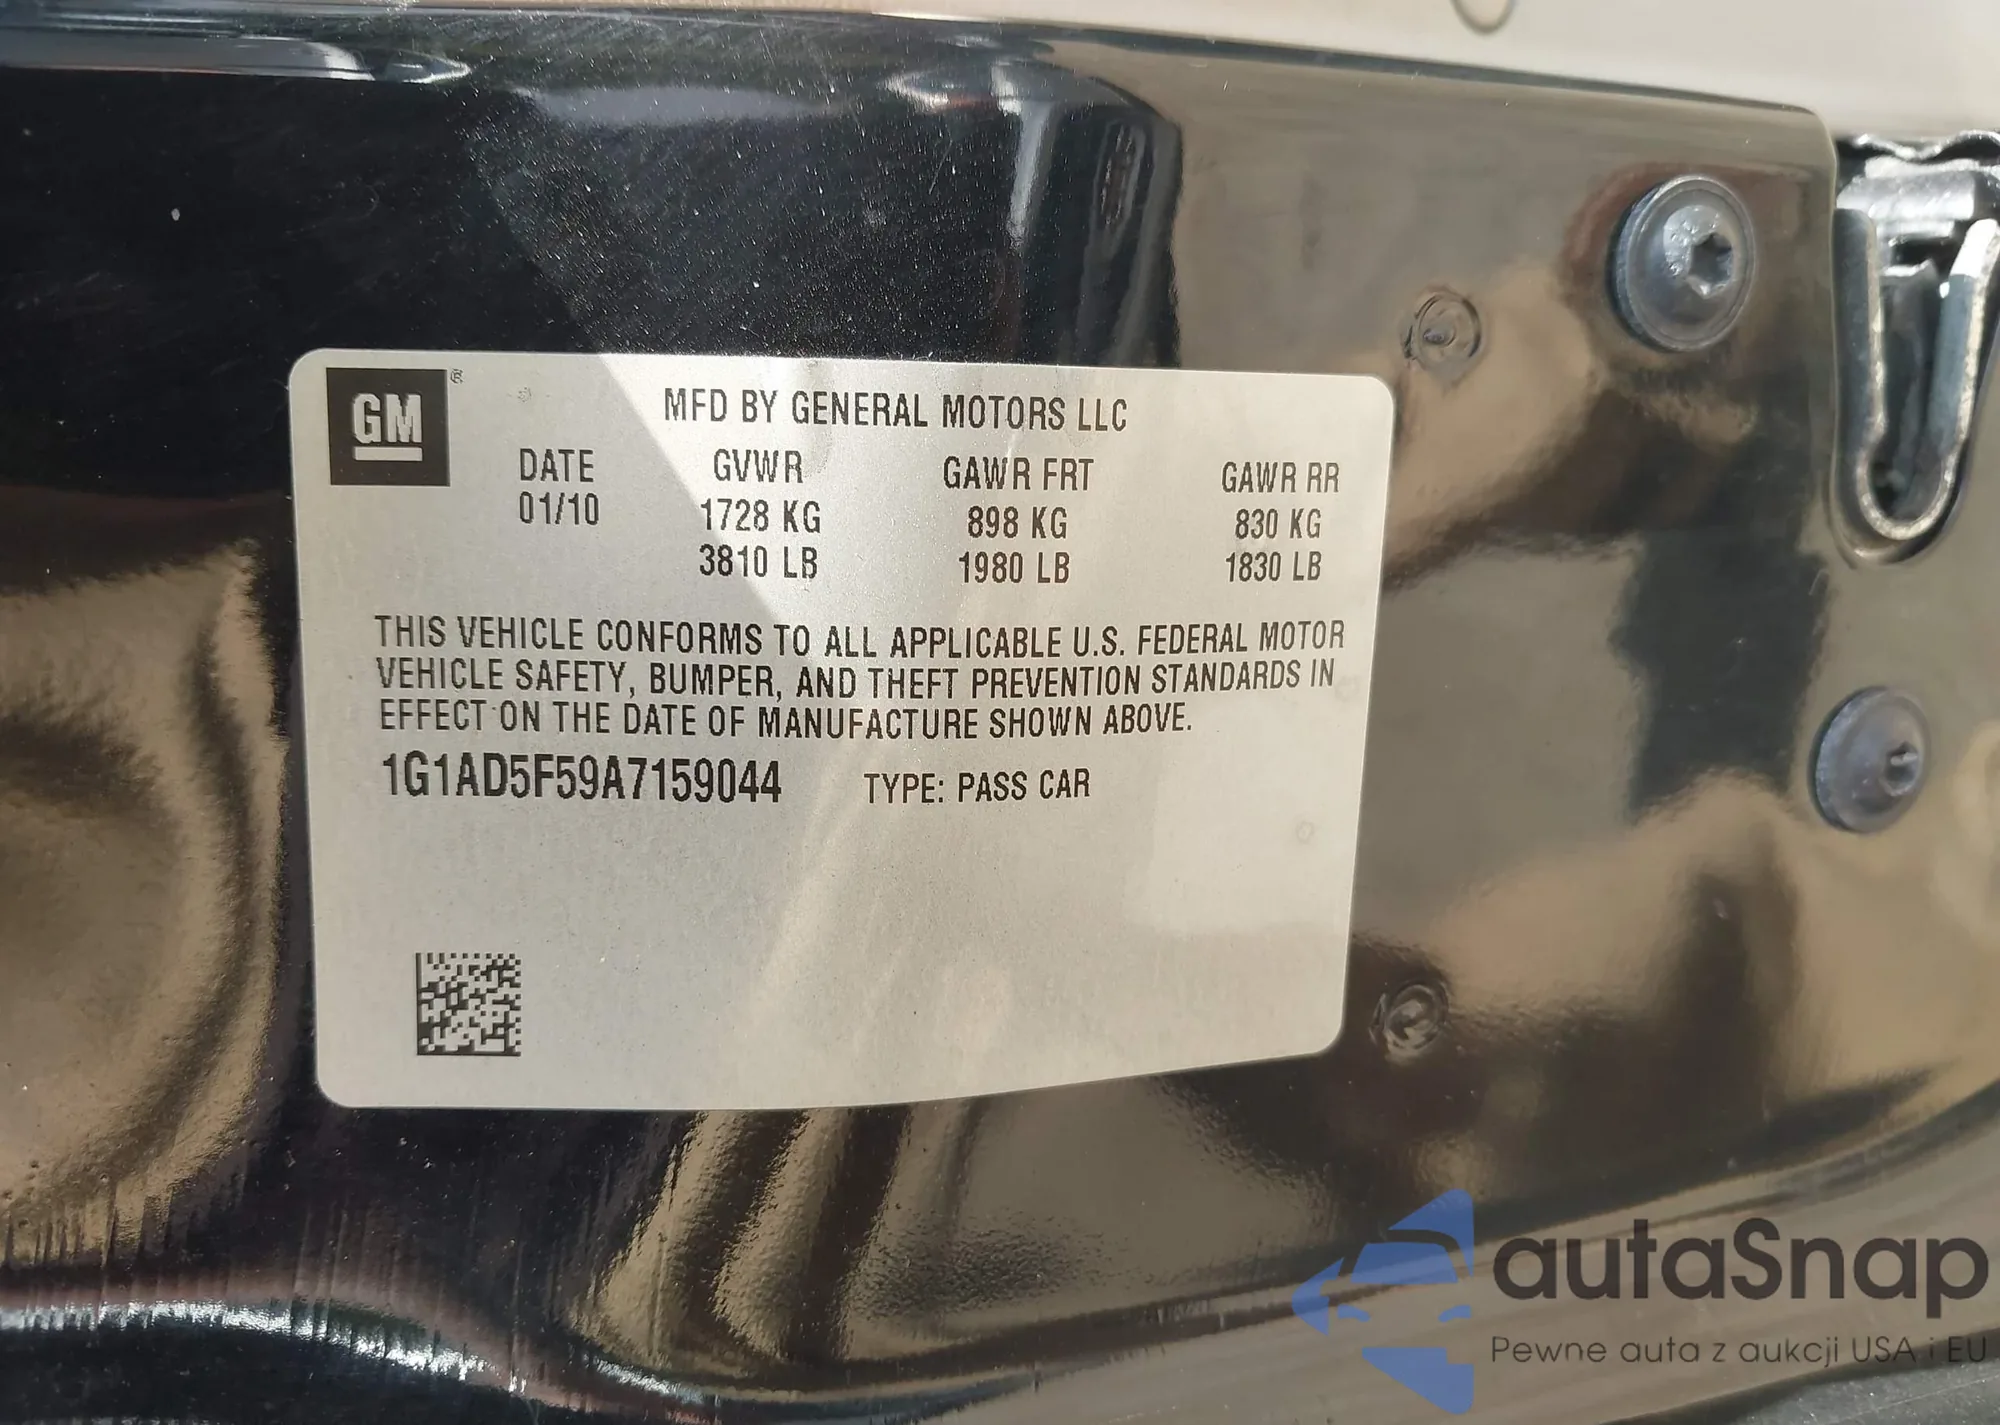 GM®
MFD BY GENERAL MOTORS LLC
DATE GVWR GAWR FRT GAWR RR
01/10 1728 KG 898 KG 830 KG
3810 LB 1980 LB 1830 LB
THIS VEHICLE CONFORMS TO ALL APPLICABLE U.S. FEDERAL MOTOR
VEHICLE SAFETY, BUMPER, AND THEFT PREVENTION STANDARDS IN
EFFECT ON THE DATE OF MANUFACTURE SHOWN ABOVE.
1G1AD5F59A7159044 TYPE: PASS CAR
autaSnap
Pewne auta z aukcji USA i EU